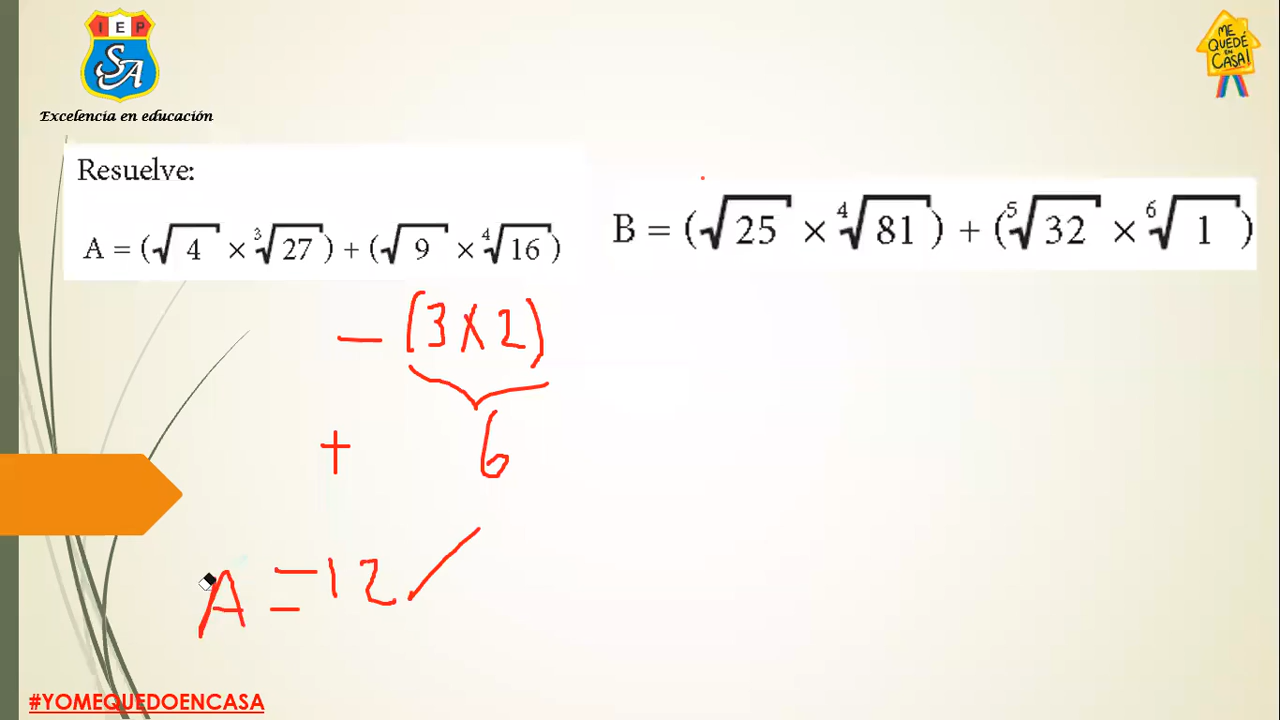 I E P
SA
Excelencia en educación
ME
QUEDÉ
EN
CASA!
Resuelve:
A = (√4 × ∛27) + (√9 × ∜16)
B = (√25 × ∜81) + (⁵√32 × ⁶√1)
- (3 X 2)
+ 6
A = 12
#YOMEQUEDOENCASA